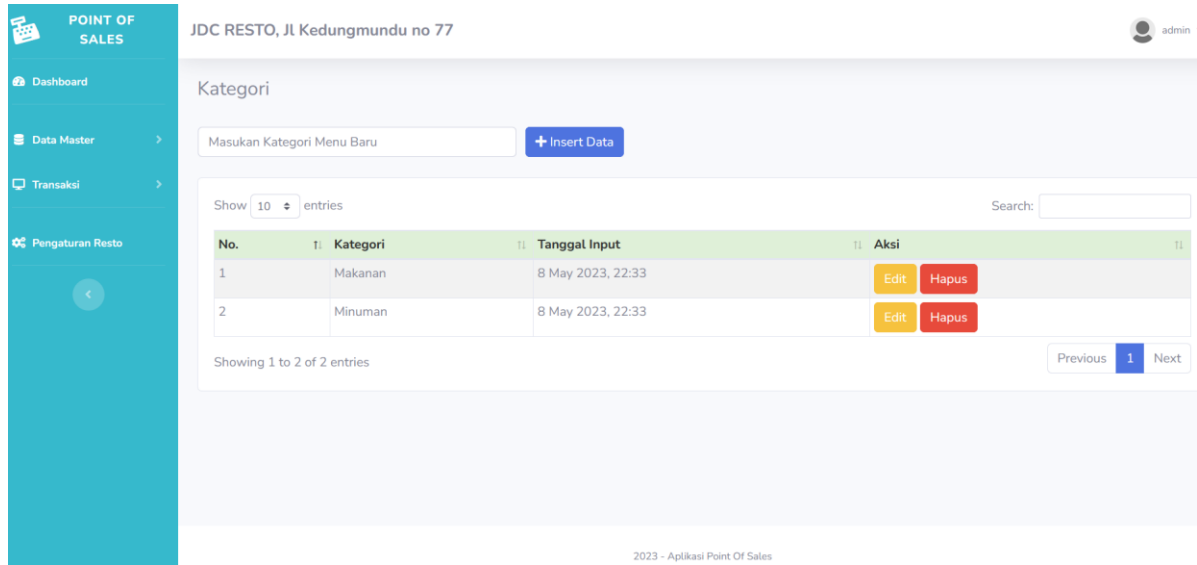 POINT OF
SALES
JDC RESTO, Jl Kedungmundu no 77
admin
Dashboard
Data Master
Transaksi
Pengaturan Resto
Kategori
Masukan Kategori Menu Baru
+ Insert Data
Show 10 entries
Search:
No. Kategori Tanggal Input Aksi
1 Makanan 8 May 2023, 22:33 Edit Hapus
2 Minuman 8 May 2023, 22:33 Edit Hapus
Showing 1 to 2 of 2 entries
Previous 1 Next
2023 - Aplikasi Point Of Sales